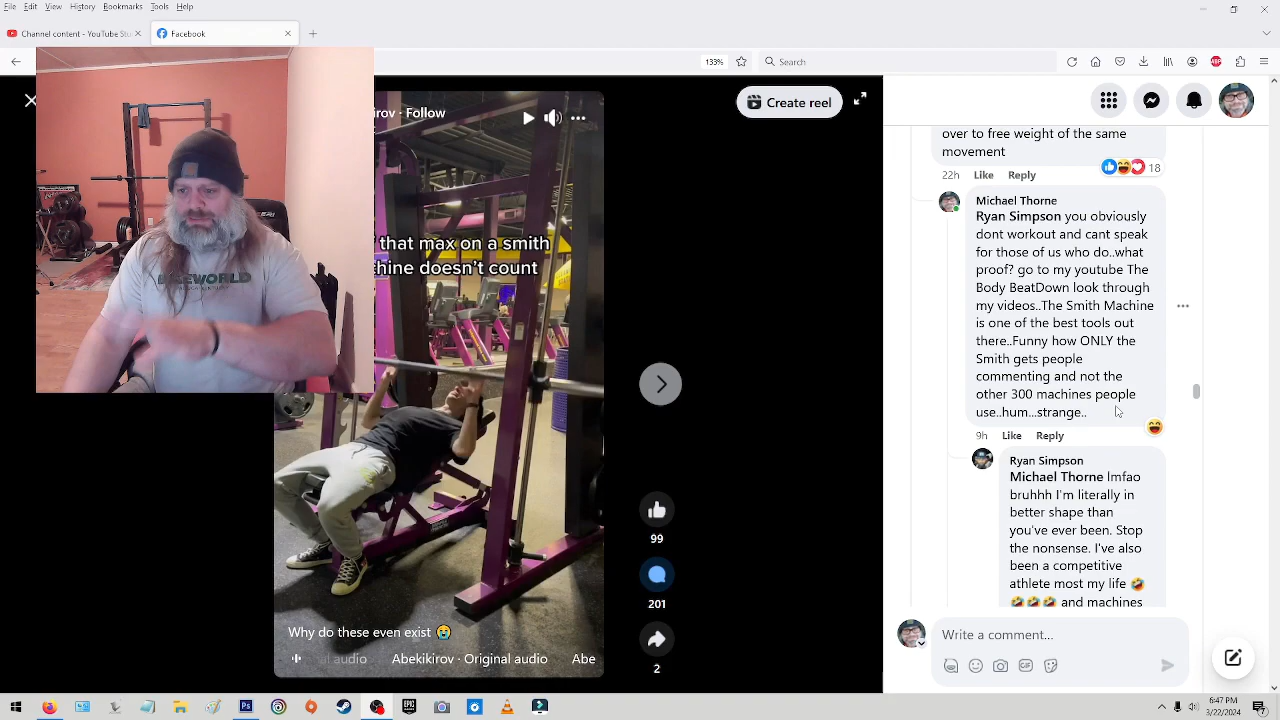 File Edit View History Bookmarks Tools Help
Channel content - YouTube Stu
Facebook
133%
Search
irov · Follow
Create reel
that max on a smith
chine doesn't count
Why do these even exist 😭
al audio Abekikirov · Original audio Abe
99
201
2
over to free weight of the same
movement
18
22h Like Reply
Michael Thorne
Ryan Simpson you obviously
dont workout and cant speak
for those of us who do..what
proof? go to my youtube The
Body BeatDown look through
my videos..The Smith Machine
is one of the best tools out
there..Funny how ONLY the
Smith gets people
commenting and not the
other 300 machines people
use..hum...strange..
9h Like Reply
Ryan Simpson
Michael Thorne lmfao
bruhhh I'm literally in
better shape than
you've ever been. Stop
the nonsense. I've also
been a competitive
athlete most my life 🤣
🤣🤣🤣 and machines
Write a comment...
GIF
6:47 PM
3/22/2024